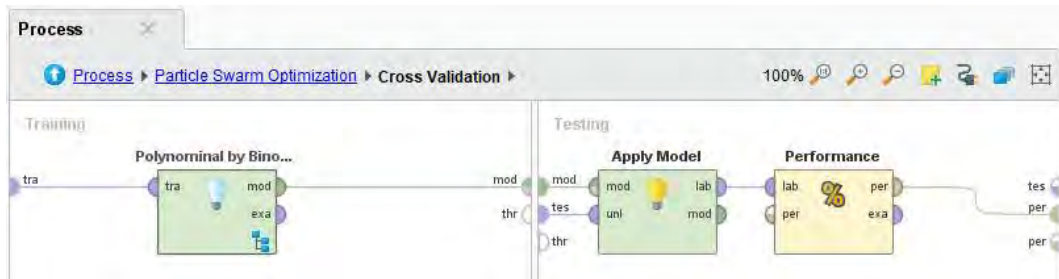 Process
Process ▸ Particle Swarm Optimization ▸ Cross Validation ▸ 100%
Training
Testing
Polynominal by Bino...
Apply Model
Performance
tra
tra
mod
exa
mod
thr
mod
tes
thr
mod
unl
lab
mod
lab
per
%
per
exa
tes
per
per